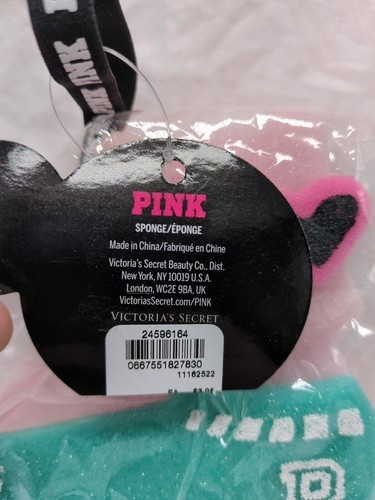 PINK
PINK
SPONGE/ÉPONGE
Made in China/Fabriqué en Chine
Victoria's Secret Beauty Co., Dist.
New York, NY 10019 U.S.A.
London, WC2E 9BA, UK
VictoriasSecret.com/PINK
VICTORIA'S SECRET
24596164
0667551827830
11162522